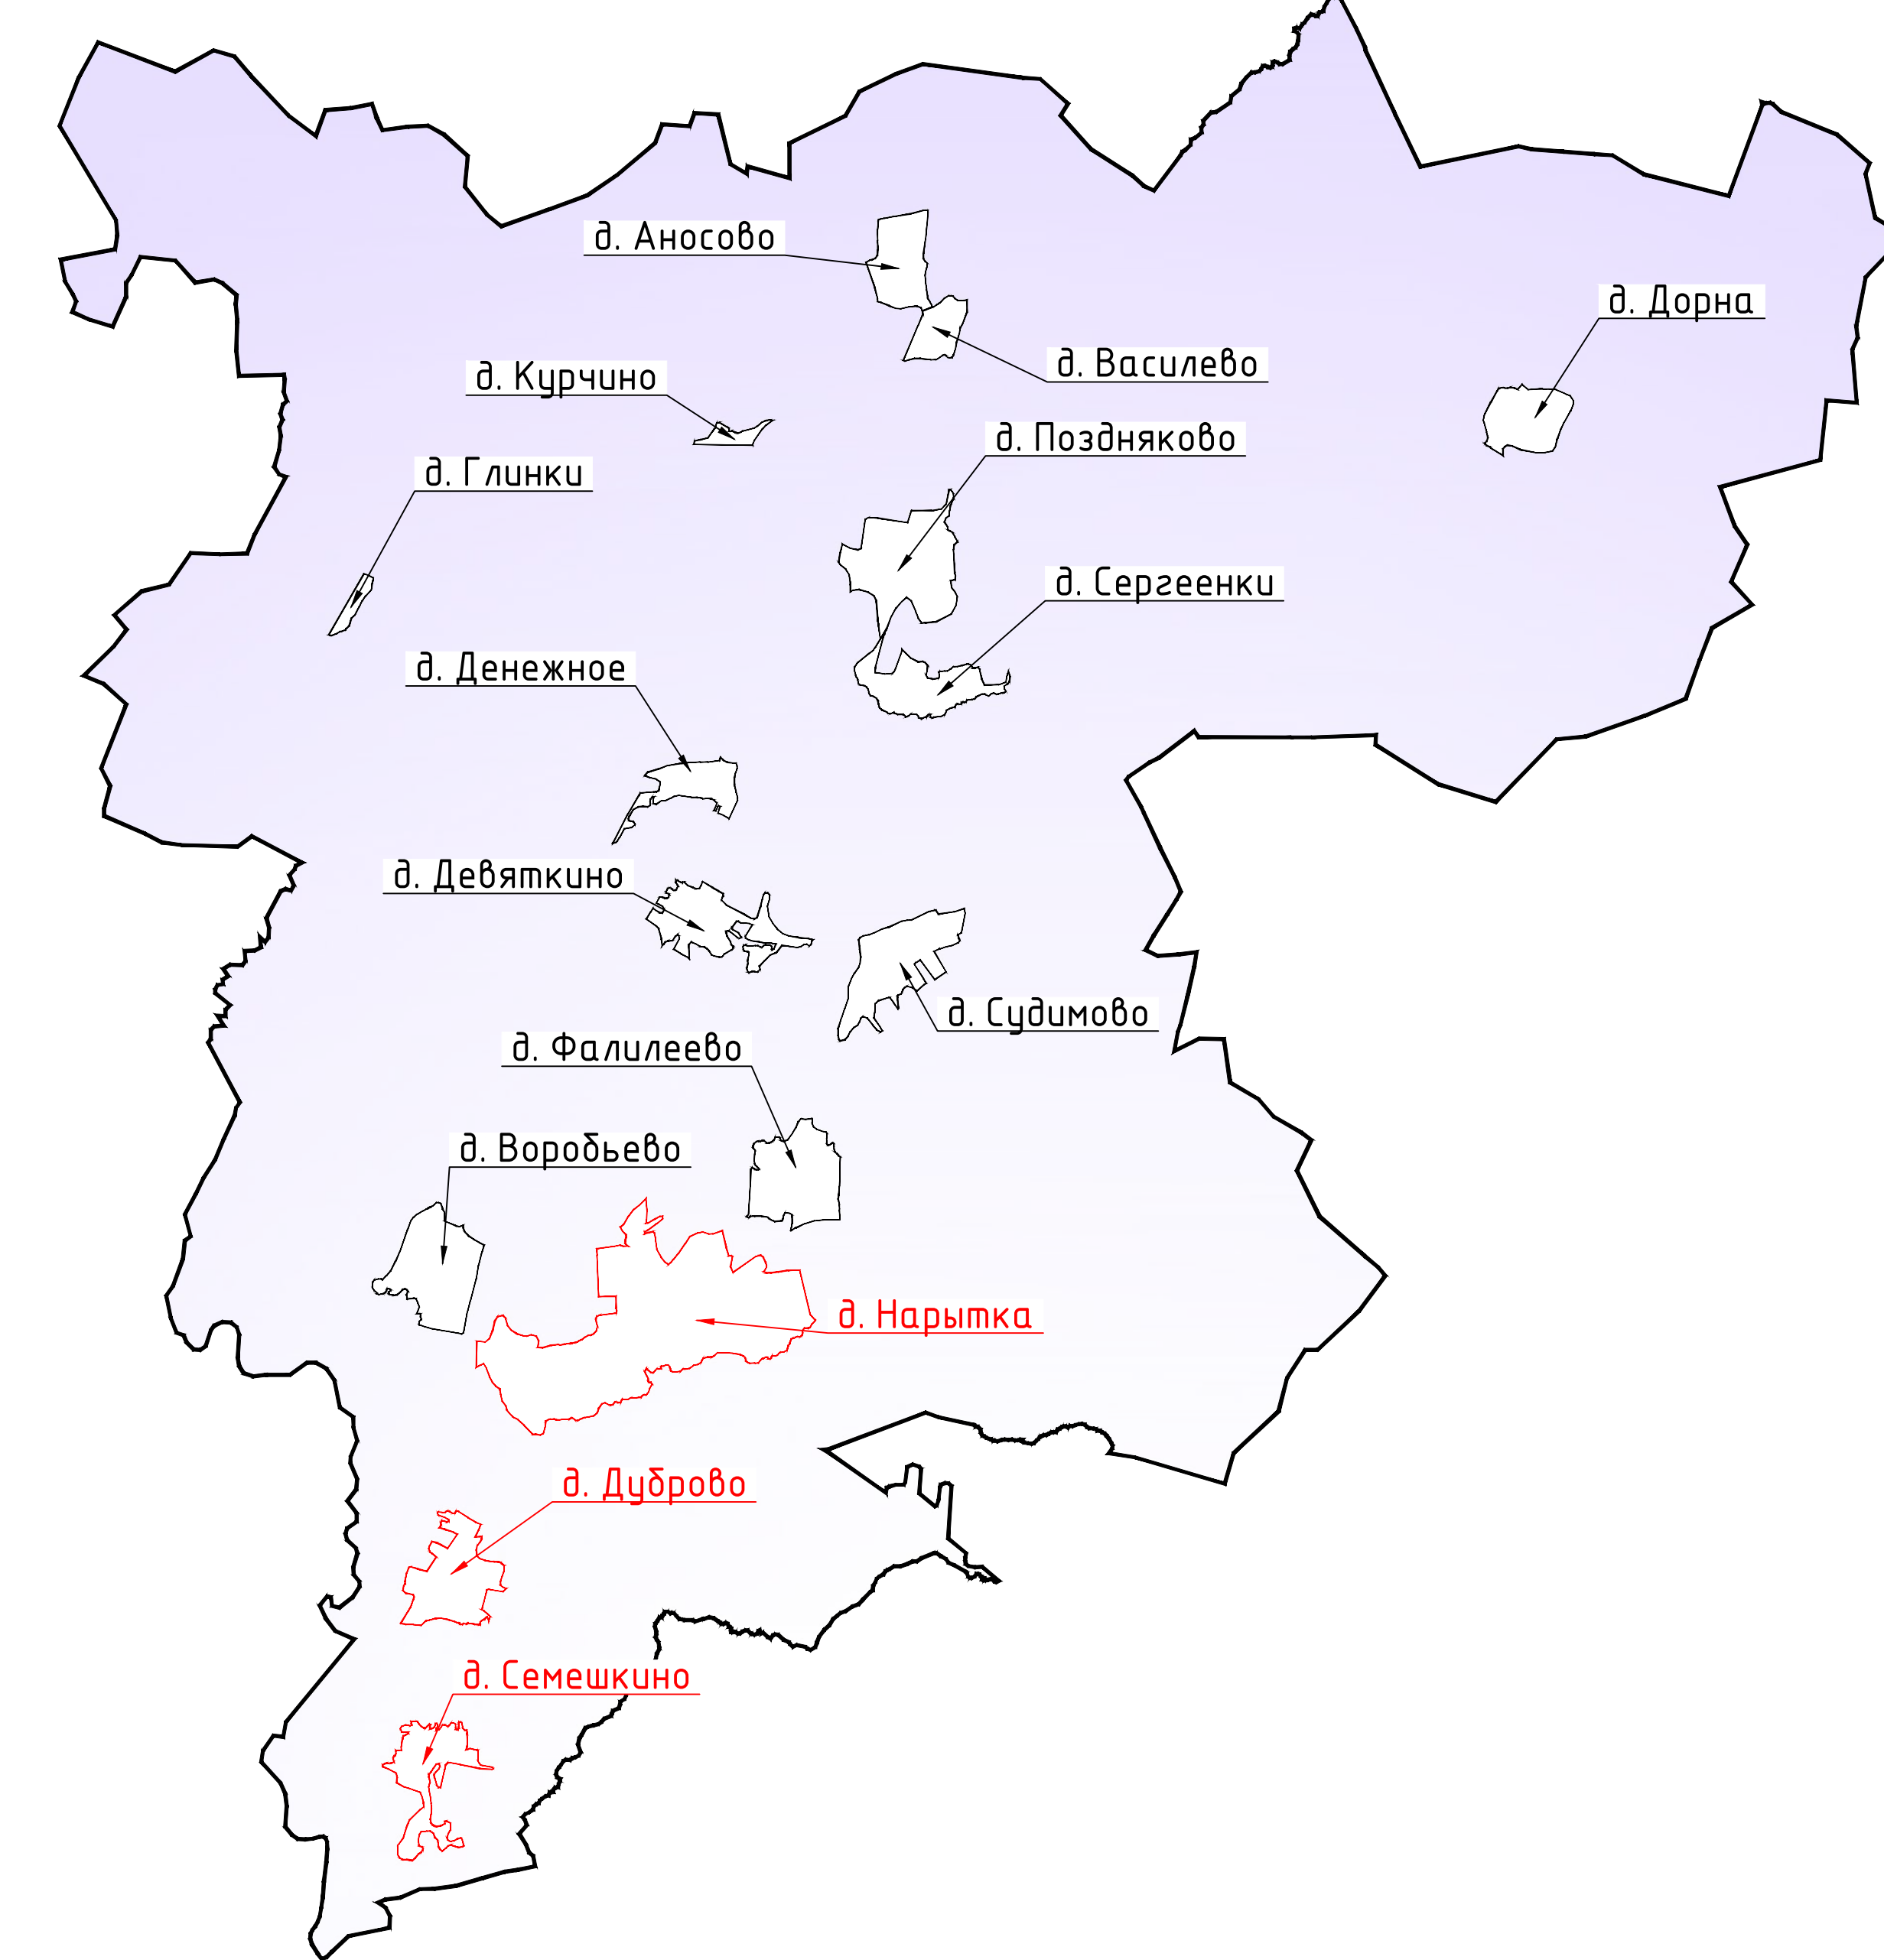 д. Аносово
д. Дорна
д. Василево
д. Курчино
д. Поздняково
д. Глинки
д. Сергеенки
д. Денежное
д. Девяткино
д. Судимово
д. Фалилеево
д. Воробьево
д. Нарытка
д. Дуброво
д. Семешкино